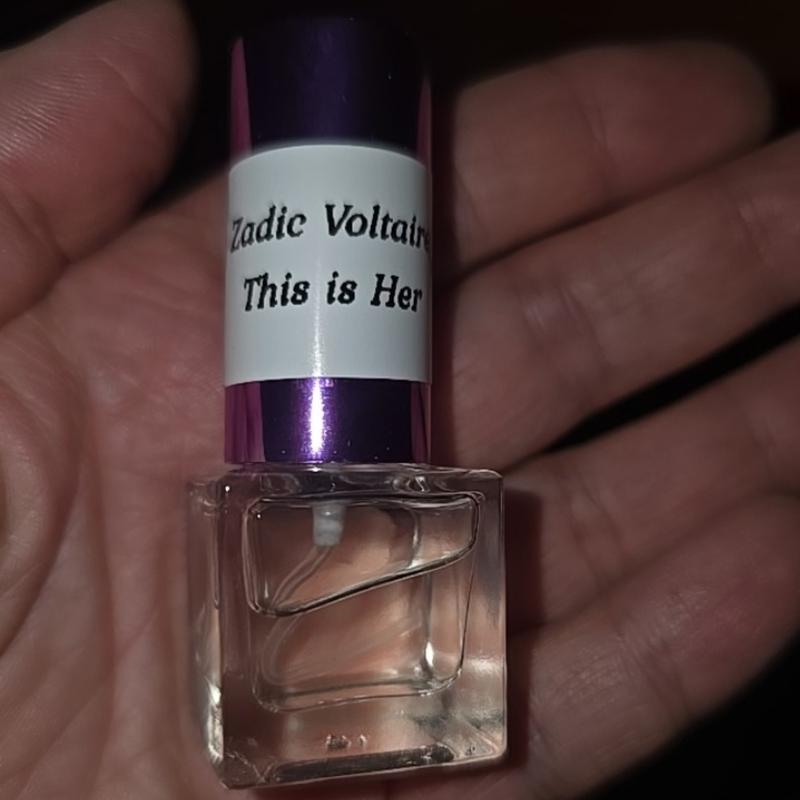 Zadic Voltaire
This is Her